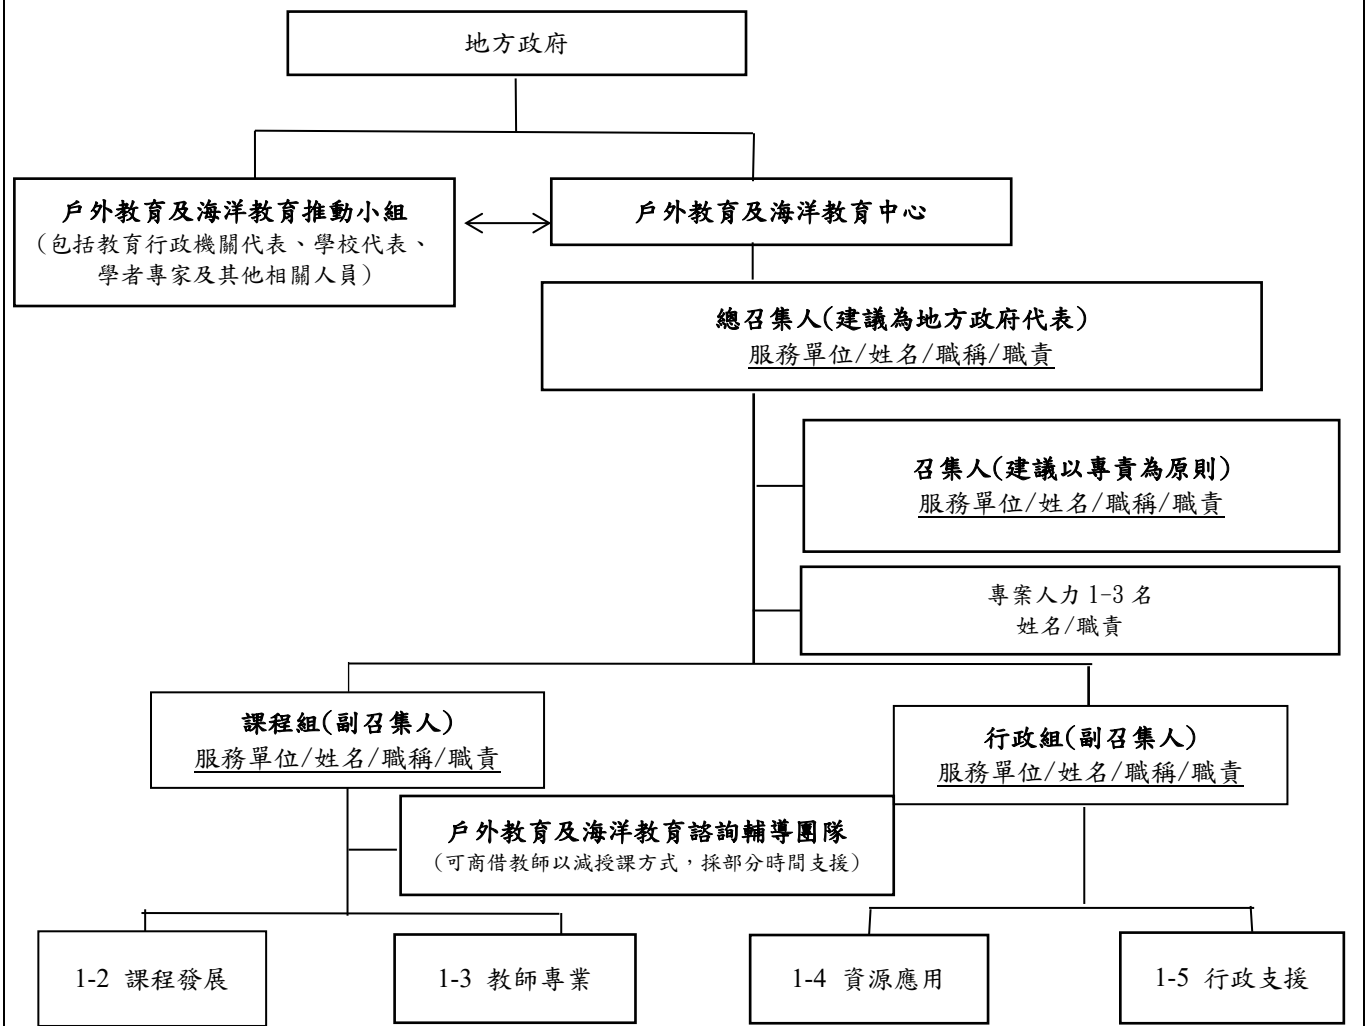 地方政府
戶外教育及海洋教育推動小組
（包括教育行政機關代表、學校代表、
學者專家及其他相關人員）
戶外教育及海洋教育中心
總召集人(建議為地方政府代表)
服務單位/姓名/職稱/職責
召集人(建議以專責為原則)
服務單位/姓名/職稱/職責
專案人力 1-3 名
姓名/職責
課程組(副召集人)
服務單位/姓名/職稱/職責
行政組(副召集人)
服務單位/姓名/職稱/職責
戶外教育及海洋教育諮詢輔導團隊
（可商借教師以減授課方式，採部分時間支援）
1-2 課程發展
1-3 教師專業
1-4 資源應用
1-5 行政支援